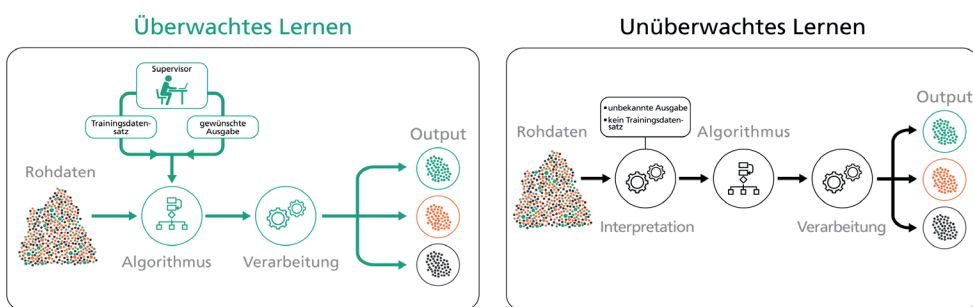 Überwachtes Lernen
Supervisor
Trainingsdaten-
satz
gewünschte
Ausgabe
Rohdaten
Algorithmus
Verarbeitung
Output
Unüberwachtes Lernen
• unbekannte Ausgabe
• kein Trainingsdaten-
satz
Rohdaten
Interpretation
Algorithmus
Verarbeitung
Output